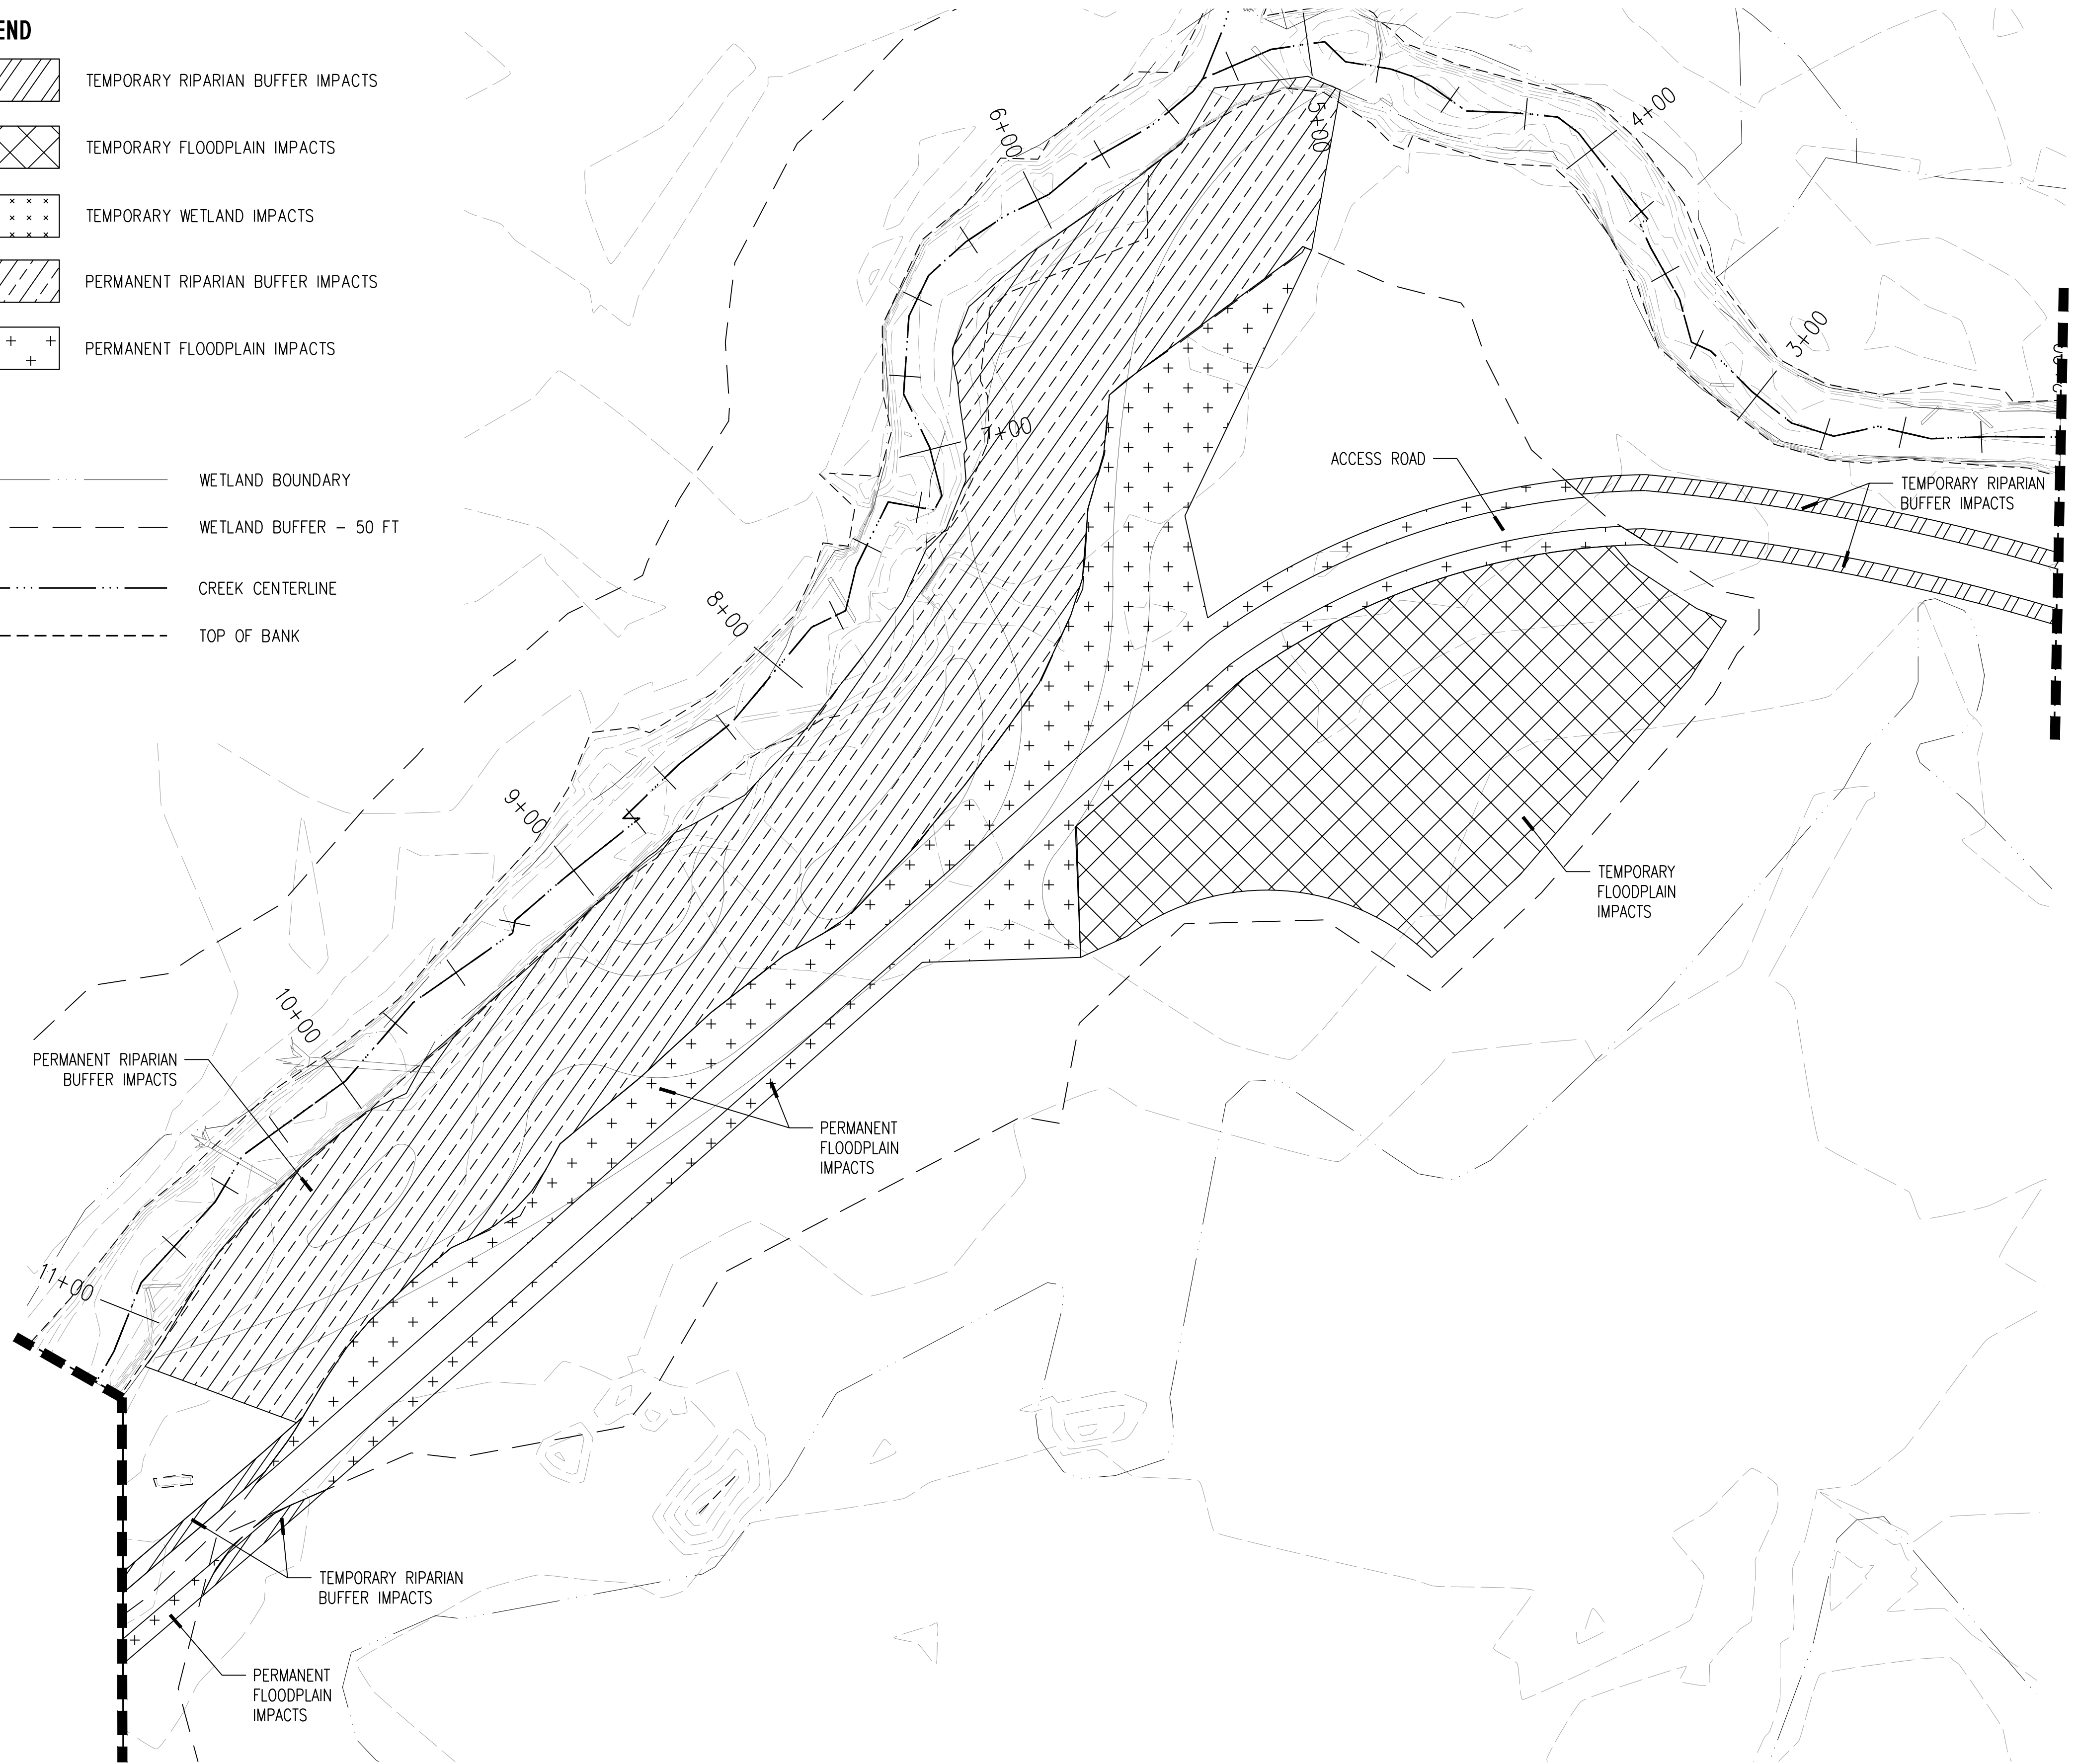 END
TEMPORARY RIPARIAN BUFFER IMPACTS
TEMPORARY FLOODPLAIN IMPACTS
TEMPORARY WETLAND IMPACTS
PERMANENT RIPARIAN BUFFER IMPACTS
PERMANENT FLOODPLAIN IMPACTS
WETLAND BOUNDARY
WETLAND BUFFER – 50 FT
CREEK CENTERLINE
TOP OF BANK
6+00
5+00
4+00
3+00
7+00
ACCESS ROAD
TEMPORARY RIPARIAN
BUFFER IMPACTS
8+00
9+00
TEMPORARY
FLOODPLAIN
IMPACTS
10+00
PERMANENT RIPARIAN
BUFFER IMPACTS
PERMANENT
FLOODPLAIN
IMPACTS
11+00
TEMPORARY RIPARIAN
BUFFER IMPACTS
PERMANENT
FLOODPLAIN
IMPACTS